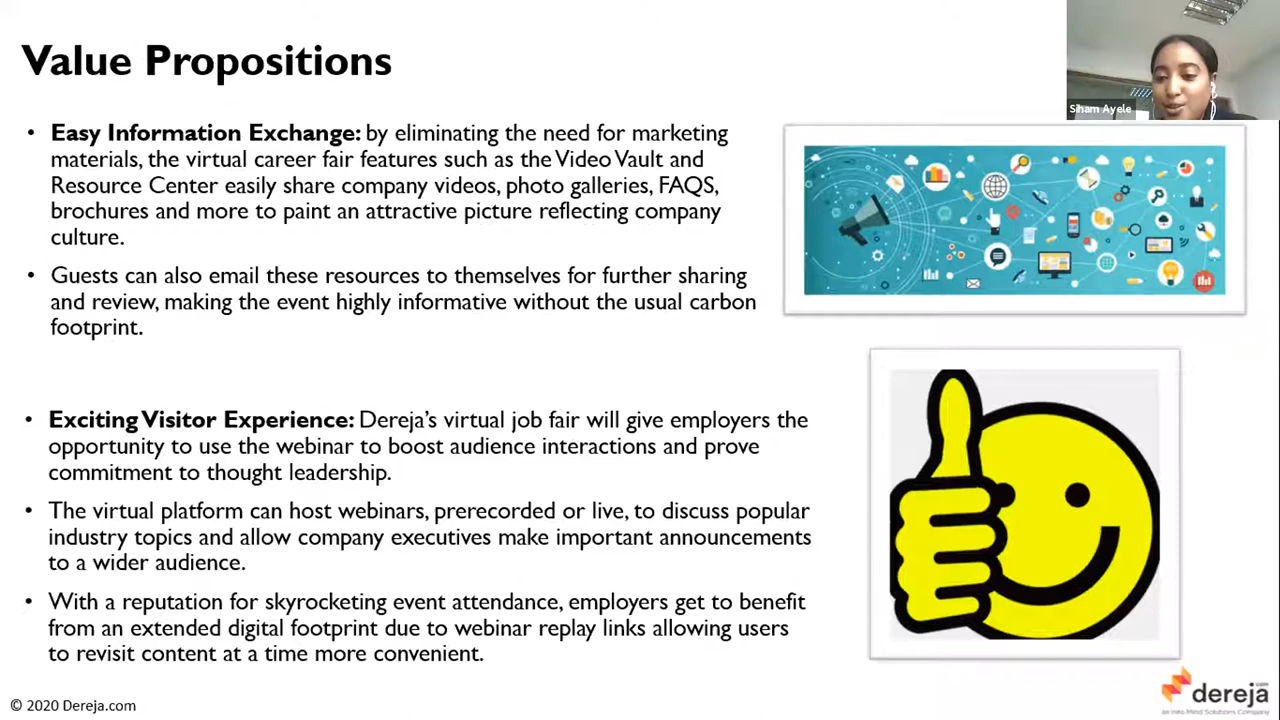 Value Propositions
Siham Ayele
• Easy Information Exchange: by eliminating the need for marketing
materials, the virtual career fair features such as the Video Vault and
Resource Center easily share company videos, photo galleries, FAQS,
brochures and more to paint an attractive picture reflecting company
culture.
• Guests can also email these resources to themselves for further sharing
and review, making the event highly informative without the usual carbon
footprint.
• Exciting Visitor Experience: Dereja’s virtual job fair will give employers the
opportunity to use the webinar to boost audience interactions and prove
commitment to thought leadership.
• The virtual platform can host webinars, prerecorded or live, to discuss popular
industry topics and allow company executives make important announcements
to a wider audience.
• With a reputation for skyrocketing event attendance, employers get to benefit
from an extended digital footprint due to webinar replay links allowing users
to revisit content at a time more convenient.
© 2020 Dereja.com
.com
dereja
an Info Mind Solutions Company